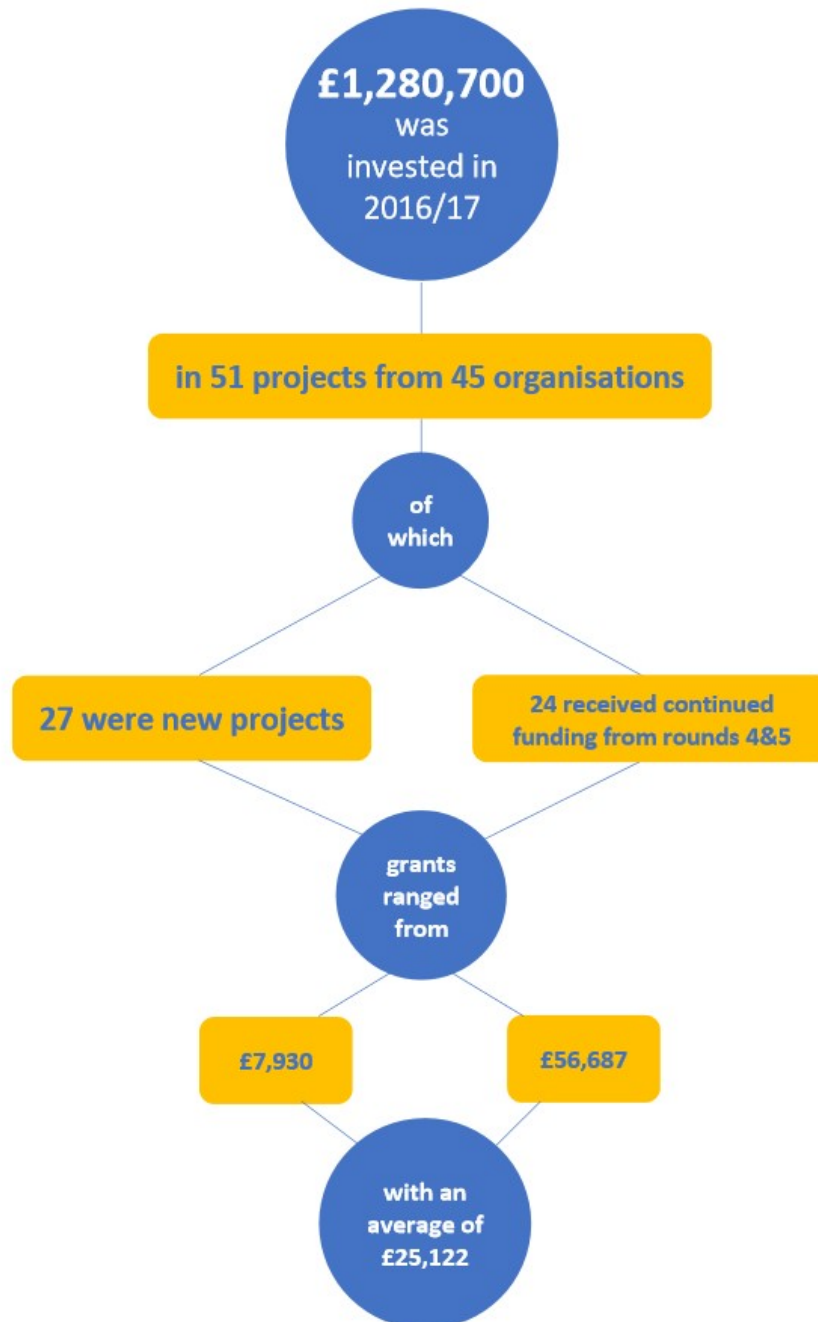 £1,280,700
was
invested in
2016/17
in 51 projects from 45 organisations
of
which
27 were new projects
24 received continued
funding from rounds 4&5
grants
ranged
from
£7,930
£56,687
with an
average of
£25,122